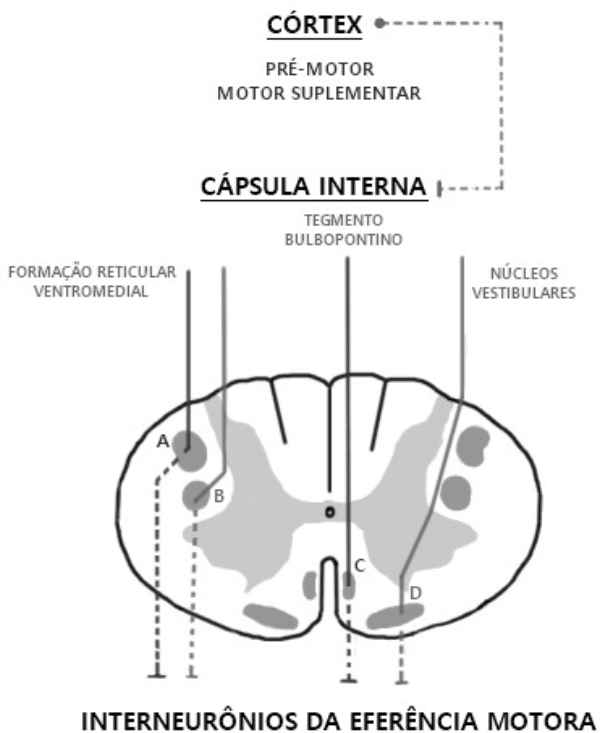 CÓRTEX
PRÉ-MOTOR
MOTOR SUPLEMENTAR
CÁPSULA INTERNA
TEGMENTO
BULBOPONTINO
FORMAÇÃO RETICULAR
VENTROMEDIAL
NÚCLEOS
VESTIBULARES
A
B
C
D
INTERNEURÔNIOS DA EFERÊNCIA MOTORA